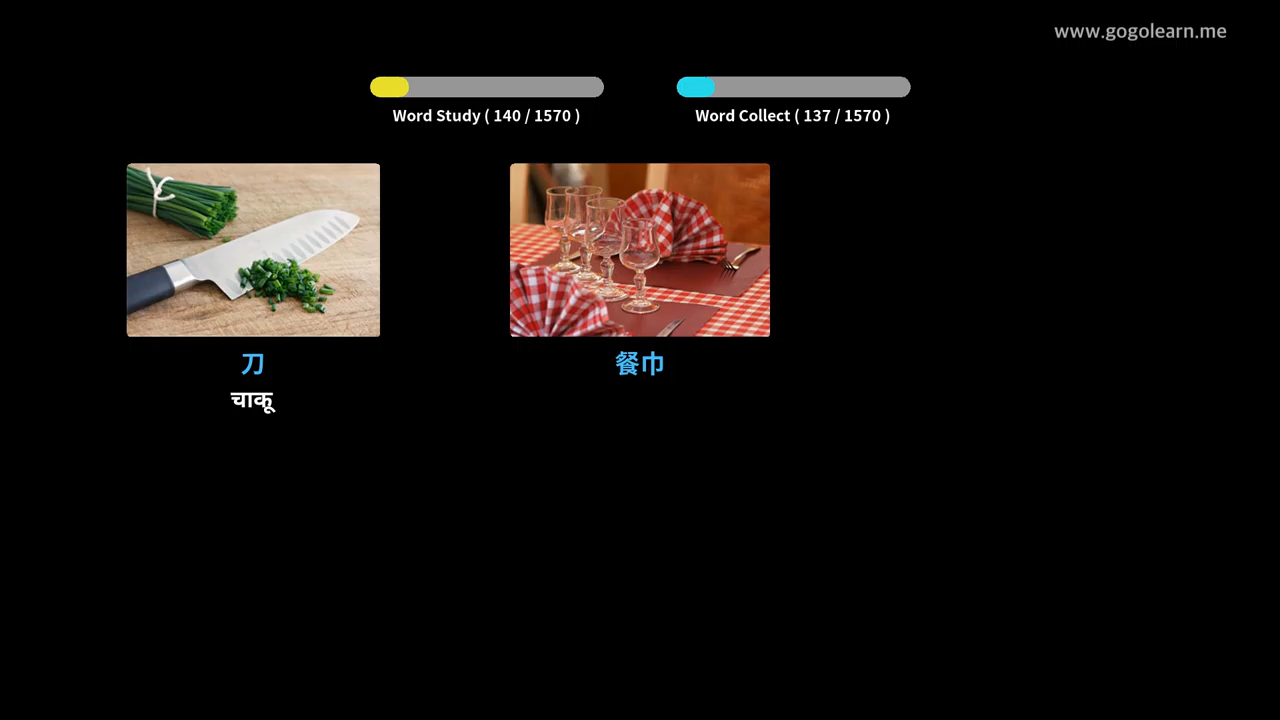 www.gogolearn.me
Word Study ( 140 / 1570 )
Word Collect ( 137 / 1570 )
刀
चाकू
餐巾